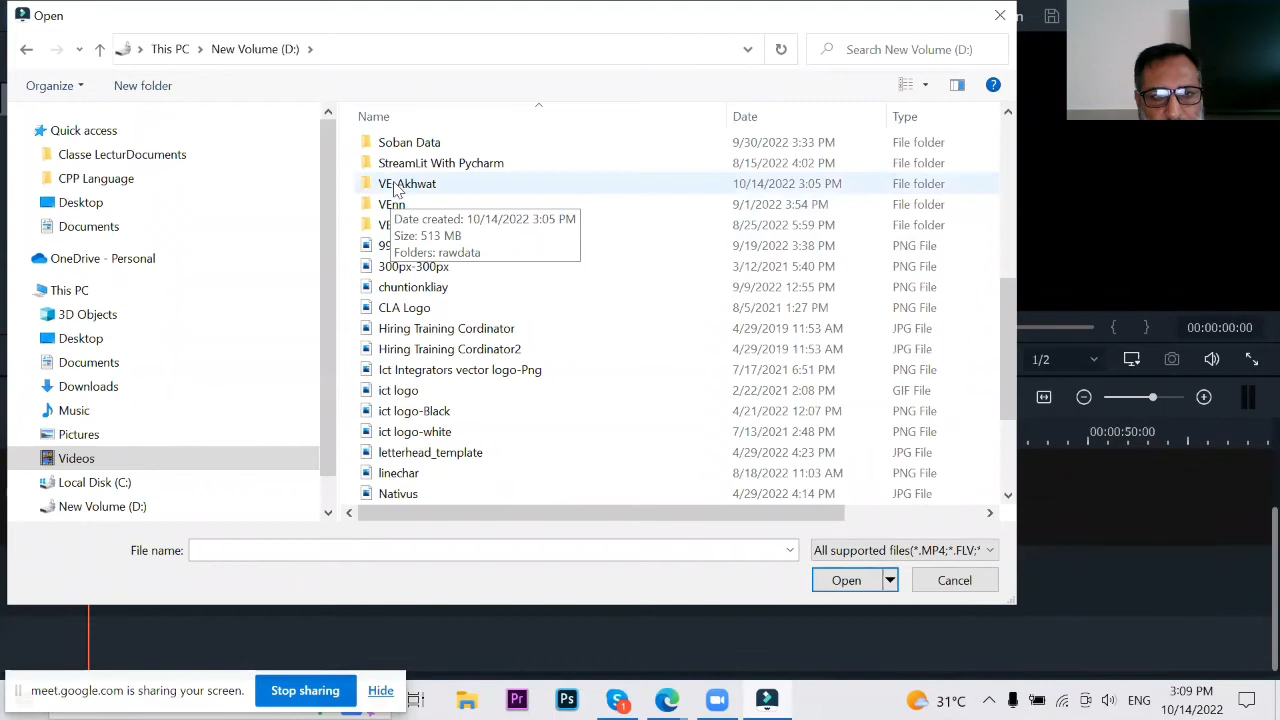 Open
This PC New Volume (D:)
Search New Volume (D:)
Organize
New folder
Name Date Type
Quick access
Classe LecturDocuments
CPP Language
Desktop
Documents
OneDrive - Personal
This PC
3D Objects
Desktop
Documents
Downloads
Music
Pictures
Videos
Local Disk (C:)
New Volume (D:)
Soban Data 9/30/2022 3:33 PM File folder
StreamLit With Pycharm 8/15/2022 4:02 PM File folder
VE Akhwat 10/14/2022 3:05 PM File folder
VEnn 9/1/2022 3:54 PM File folder
VE 8/25/2022 5:59 PM File folder
Date created: 10/14/2022 3:05 PM
Size: 513 MB
Folders: rawdata
99 9/19/2022 3:38 PM PNG File
300px-300px 3/12/2021 5:40 PM PNG File
chuntionkliay 9/9/2022 12:55 PM PNG File
CLA Logo 8/5/2021 1:27 PM PNG File
Hiring Training Cordinator 4/29/2019 11:53 AM JPG File
Hiring Training Cordinator2 4/29/2019 11:53 AM JPG File
Ict Integrators vector logo-Png 7/17/2021 6:51 PM PNG File
ict logo 2/22/2021 2:08 PM GIF File
ict logo-Black 4/21/2022 12:07 PM PNG File
ict logo-white 7/13/2021 2:48 PM PNG File
letterhead_template 4/29/2022 4:23 PM JPG File
linechar 8/18/2022 11:03 AM PNG File
Nativus 4/29/2022 4:14 PM JPG File
File name:
All supported files(*.MP4;*.FLV;*
Open
Cancel
00:00:00:00
1/2
00:00:50:00
meet.google.com is sharing your screen.
Stop sharing
Hide
Pr
Ps
1
31°C
ENG
3:09 PM
10/14/2022